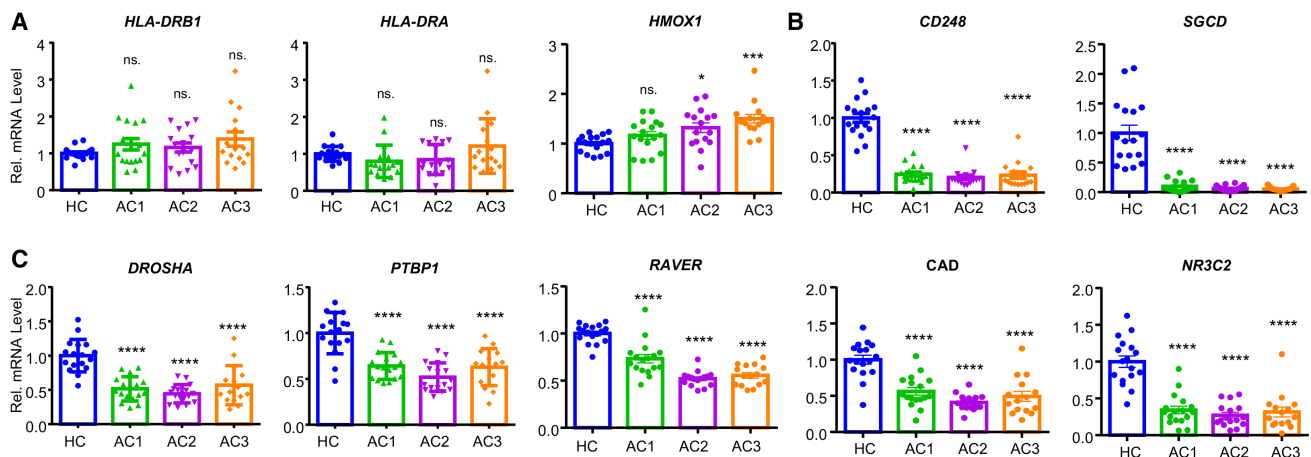 A
HLA-DRB1
HLA-DRA
HMOX1
B
CD248
SGCD
Rel. mRNA Level
4
3
2
1
0
ns.
ns.
ns.
HC AC1 AC2 AC3
4
3
2
1
0
ns.
ns.
ns.
HC AC1 AC2 AC3
3
2
1
0
ns.
*
***
HC AC1 AC2 AC3
2.0
1.5
1.0
0.5
0.0
****
****
****
HC AC1 AC2 AC3
2.5
2.0
1.5
1.0
0.5
0.0
****
****
****
HC AC1 AC2 AC3
C
DROSHA
PTBP1
RAVER
CAD
NR3C2
Rel. mRNA Level
2.0
1.5
1.0
0.5
0.0
****
****
****
HC AC1 AC2 AC3
1.5
1.0
0.5
0.0
****
****
****
HC AC1 AC2 AC3
1.5
1.0
0.5
0.0
****
****
****
HC AC1 AC2 AC3
2.0
1.5
1.0
0.5
0.0
****
****
****
HC AC1 AC2 AC3
2.0
1.5
1.0
0.5
0.0
****
****
****
HC AC1 AC2 AC3